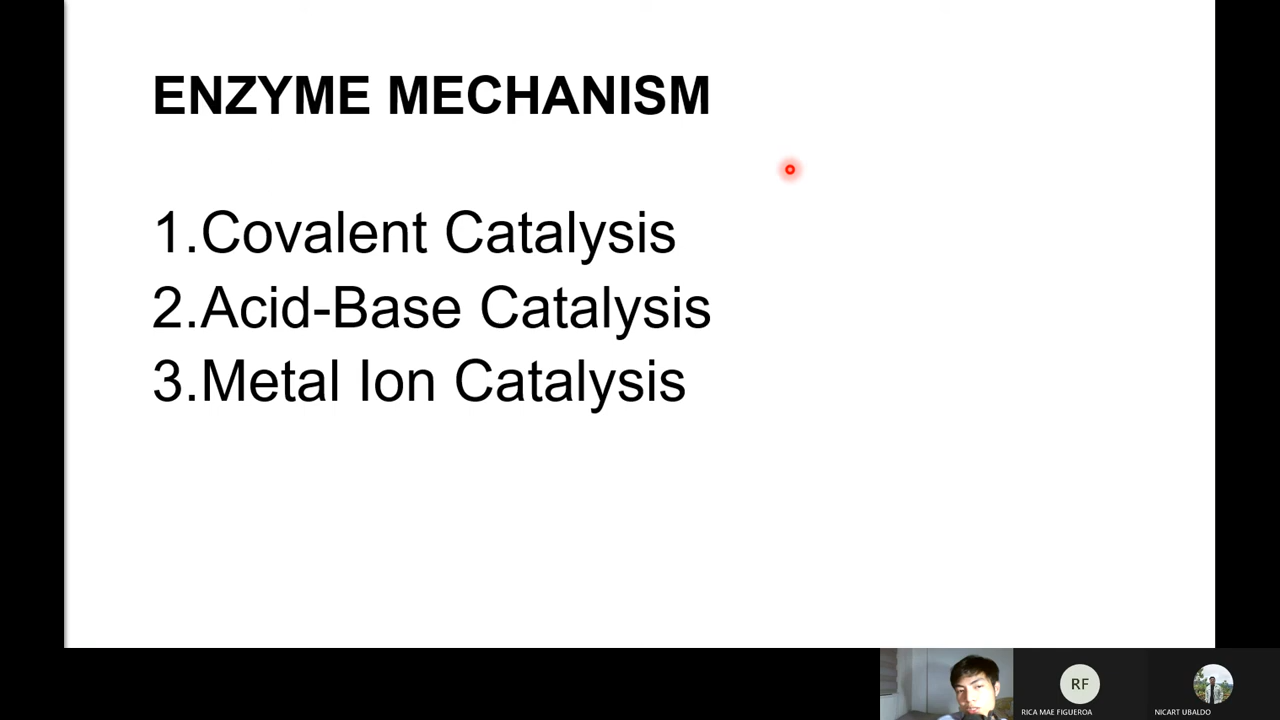 ENZYME MECHANISM
1.Covalent Catalysis
2.Acid-Base Catalysis
3.Metal Ion Catalysis
RF
RICA MAE FIGUEROA
NICART UBALDO